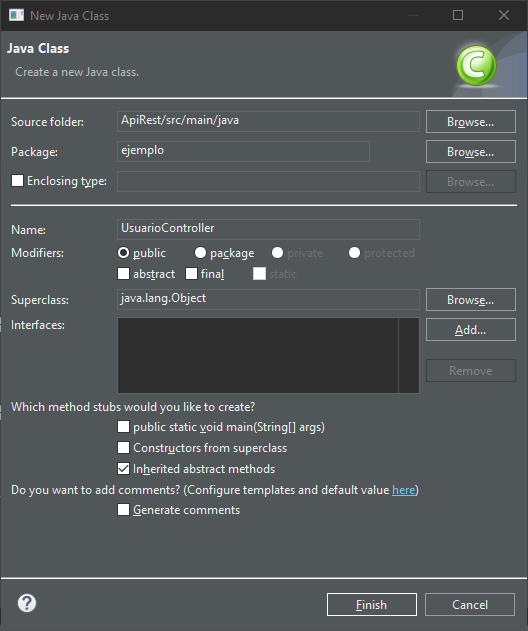 New Java Class
Java Class
Create a new Java class.
Source folder: ApiRest/src/main/java Browse...
Package: ejemplo Browse...
Enclosing type: Browse...
Name: UsuarioController
Modifiers: public package private protected
abstract final static
Superclass: java.lang.Object Browse...
Interfaces: Add...
Remove
Which method stubs would you like to create?
public static void main(String[] args)
Constructors from superclass
Inherited abstract methods
Do you want to add comments? (Configure templates and default value here)
Generate comments
? Finish Cancel